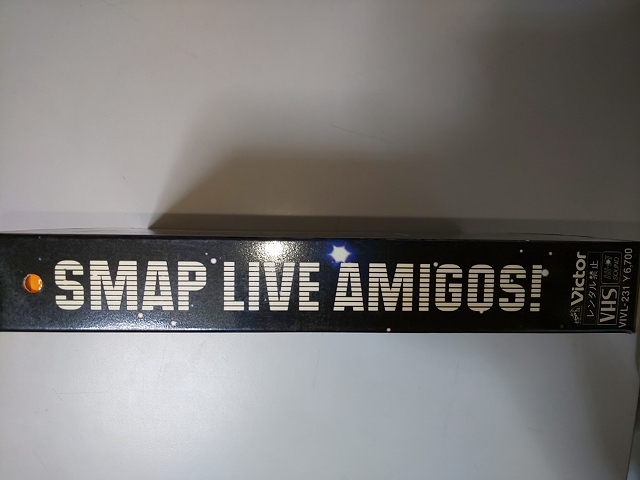 SMAP LIVE AMIGOS!
Victor
レンタル禁止
VHS
VIVL-231 ¥6,700